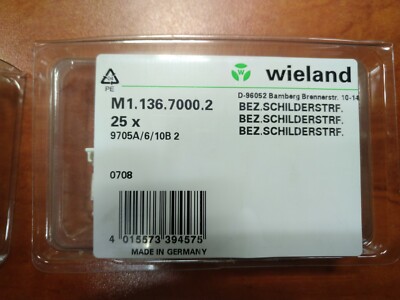 PE
wieland
D-96052 Bamberg Brennerstr. 10-14
M1.136.7000.2
25 x
9705A/6/10B 2
BEZ.SCHILDERSTRF.
BEZ.SCHILDERSTRF.
BEZ.SCHILDERSTRF.
0708
4 015573 394575
MADE IN GERMANY